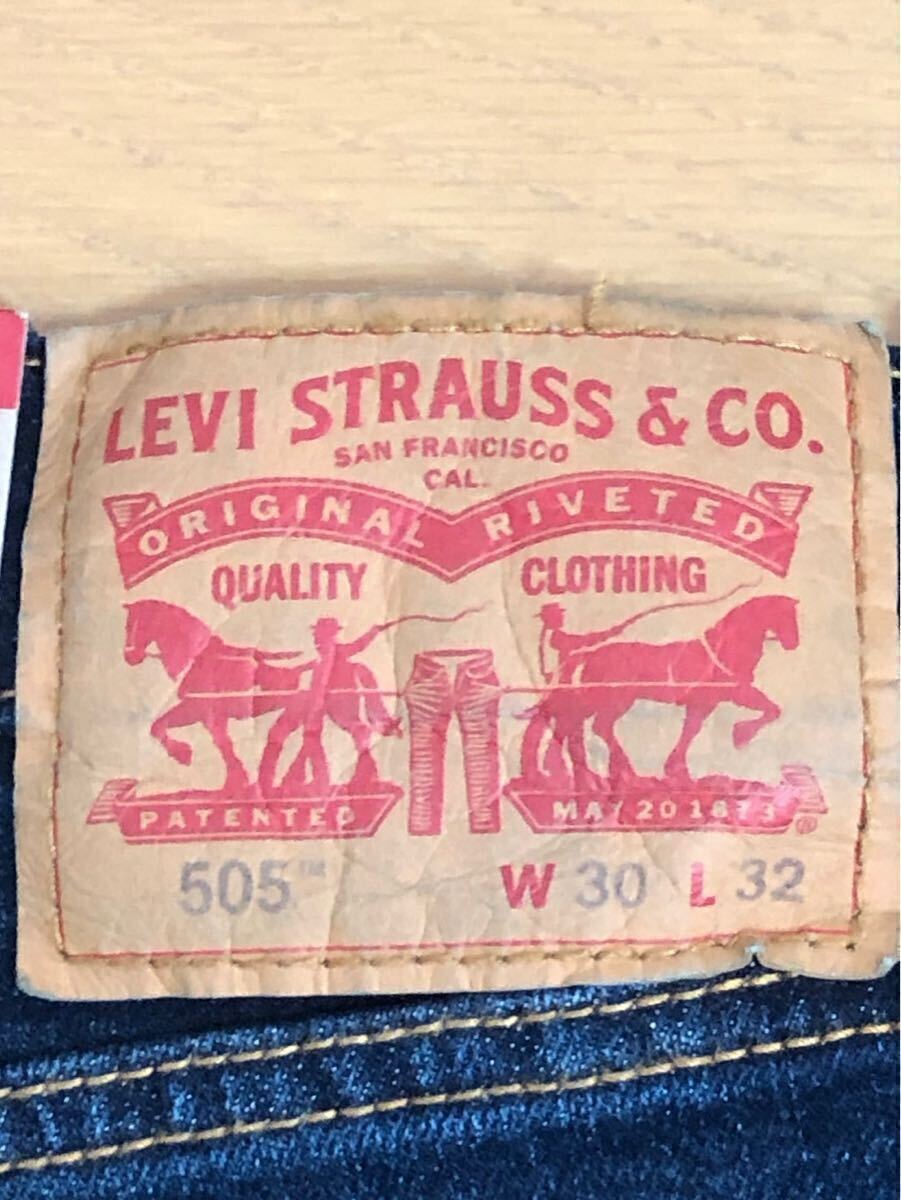 LEVI STRAUSS & CO.
SAN FRANCISCO
CAL.
ORIGINAL RIVETED
QUALITY CLOTHING
PATENTED MAY 20 1873 ®
505™ W 30 L 32